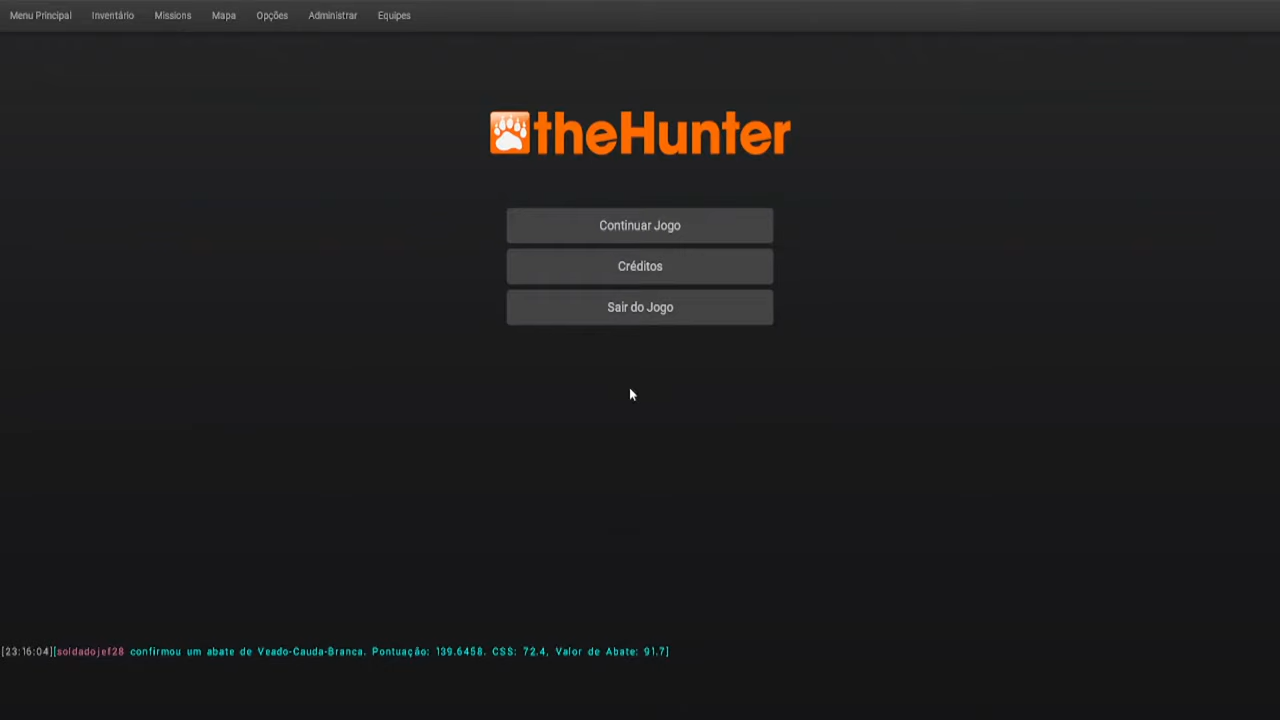 Menu Principal Inventário Missions Mapa Opções Administrar Equipes
theHunter
Continuar Jogo
Créditos
Sair do Jogo
[23:16:04][soldadojef28 confirmou um abate de Veado-Cauda-Branca. Pontuação: 139.6458. CSS: 72.4, Valor de Abate: 91.7]